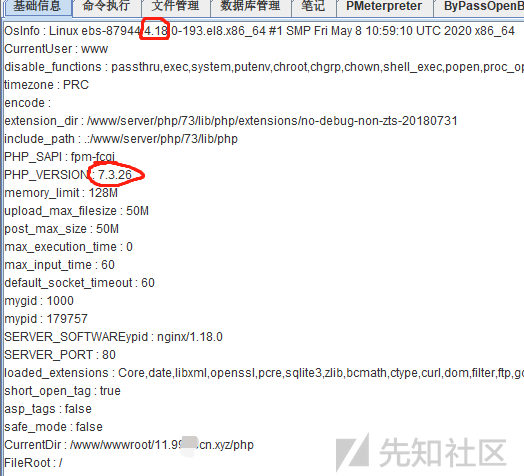 基础信息 命令执行 文件管理 数据库管理 笔记 PMeterpreter ByPassOpenB
OsInfo : Linux ebs-87944 4.18.0-193.el8.x86_64 #1 SMP Fri May 8 10:59:10 UTC 2020 x86_64
CurrentUser : www
disable_functions : passthru,exec,system,putenv,chroot,chgrp,chown,shell_exec,popen,proc_op
timezone : PRC
encode :
extension_dir : /www/server/php/73/lib/php/extensions/no-debug-non-zts-20180731
include_path : .:/www/server/php/73/lib/php
PHP_SAPI : fpm-fcgi
PHP_VERSION : 7.3.26
memory_limit : 128M
upload_max_filesize : 50M
post_max_size : 50M
max_execution_time : 0
max_input_time : 60
default_socket_timeout : 60
mygid : 1000
mypid : 179757
SERVER_SOFTWAREypid : nginx/1.18.0
SERVER_PORT : 80
loaded_extensions : Core,date,libxml,openssl,pcre,sqlite3,zlib,bcmath,ctype,curl,dom,filter,ftp,gd
short_open_tag : true
asp_tags : false
safe_mode : false
CurrentDir : /www/wwwroot/11.99 cn.xyz/php
FileRoot : /
先知社区